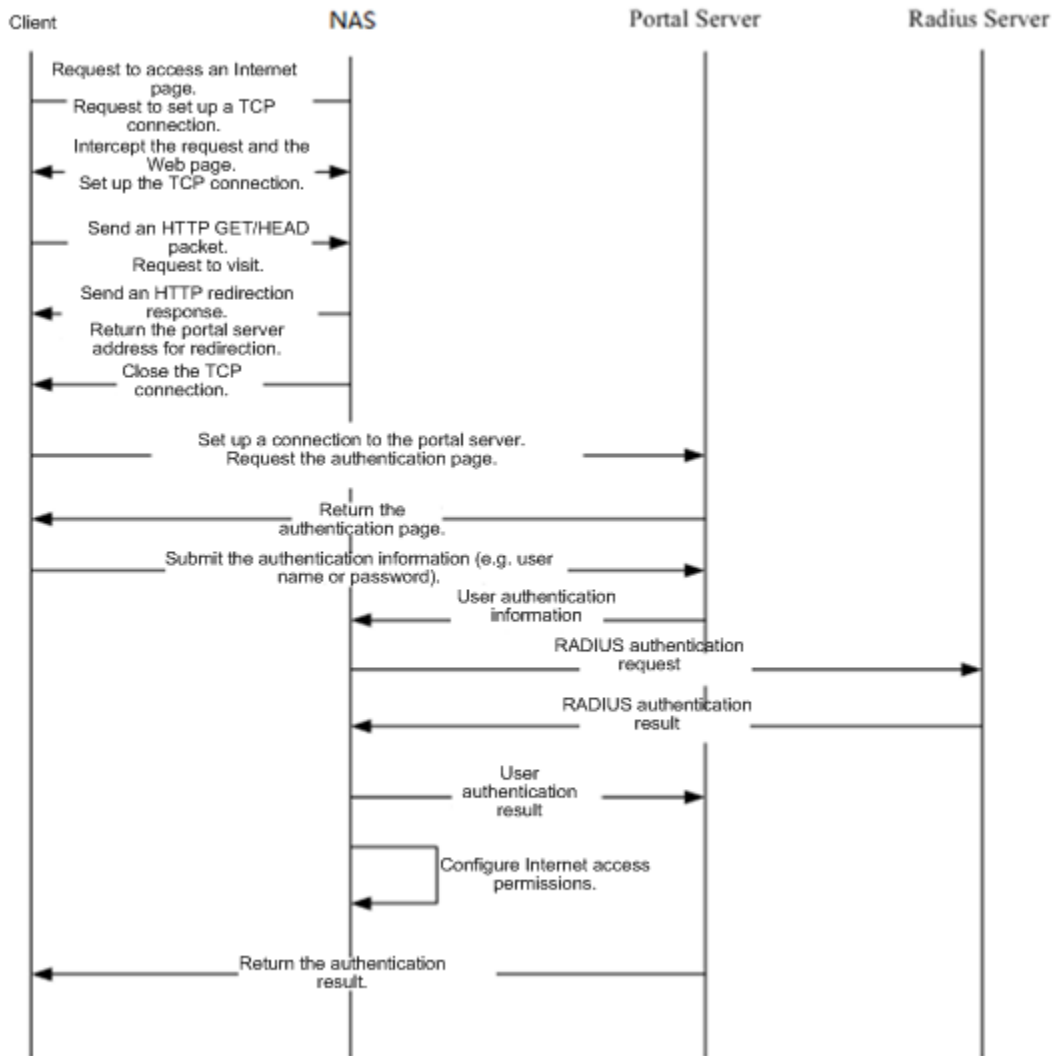 Client
NAS
Portal Server
Radius Server
Request to access an Internet
page.
Request to set up a TCP
connection.
Intercept the request and the
Web page.
Set up the TCP connection.
Send an HTTP GET/HEAD
packet.
Request to visit.
Send an HTTP redirection
response.
Return the portal server
address for redirection.
Close the TCP
connection.
Set up a connection to the portal server.
Request the authentication page.
Return the
authentication page.
Submit the authentication information (e.g. user
name or password).
User authentication
information
RADIUS authentication
request
RADIUS authentication
result
User
authentication
result
Configure Internet access
permissions.
Return the authentication
result.